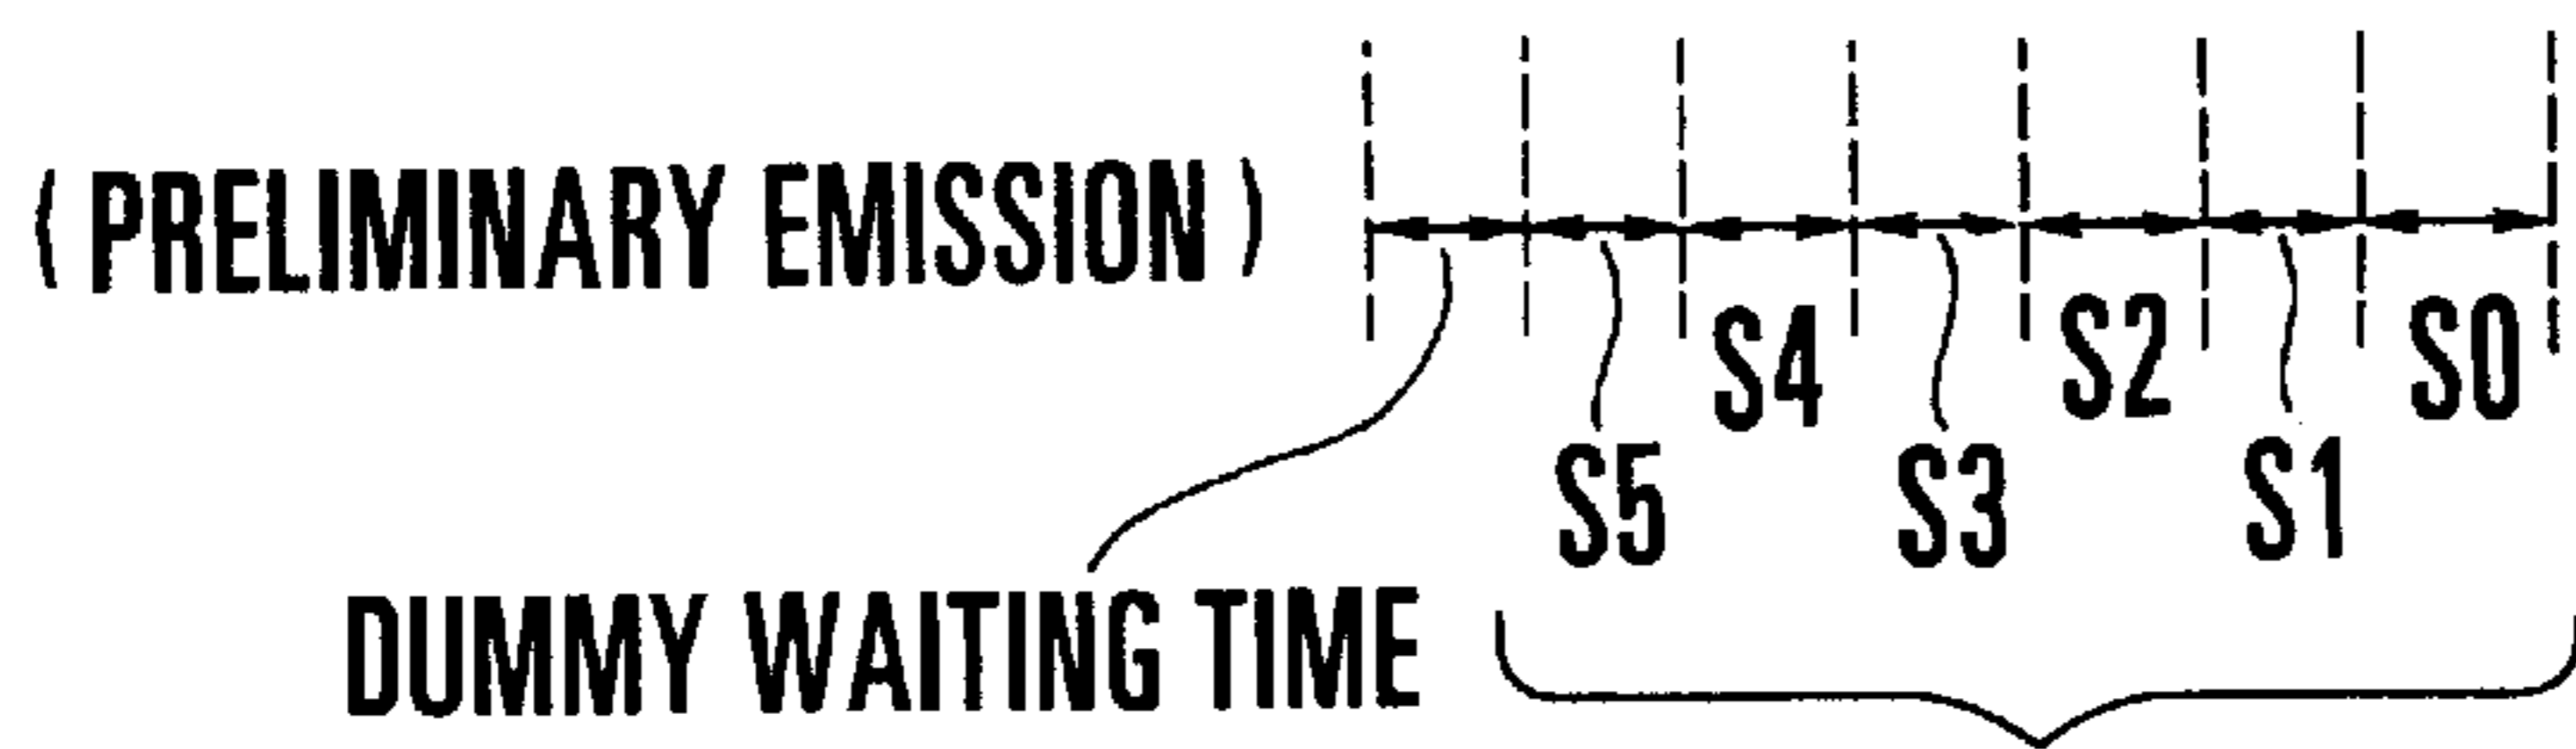 ( PRELIMINARY EMISSION )
S4 S2 S0
S5 S3 S1
DUMMY WAITING TIME